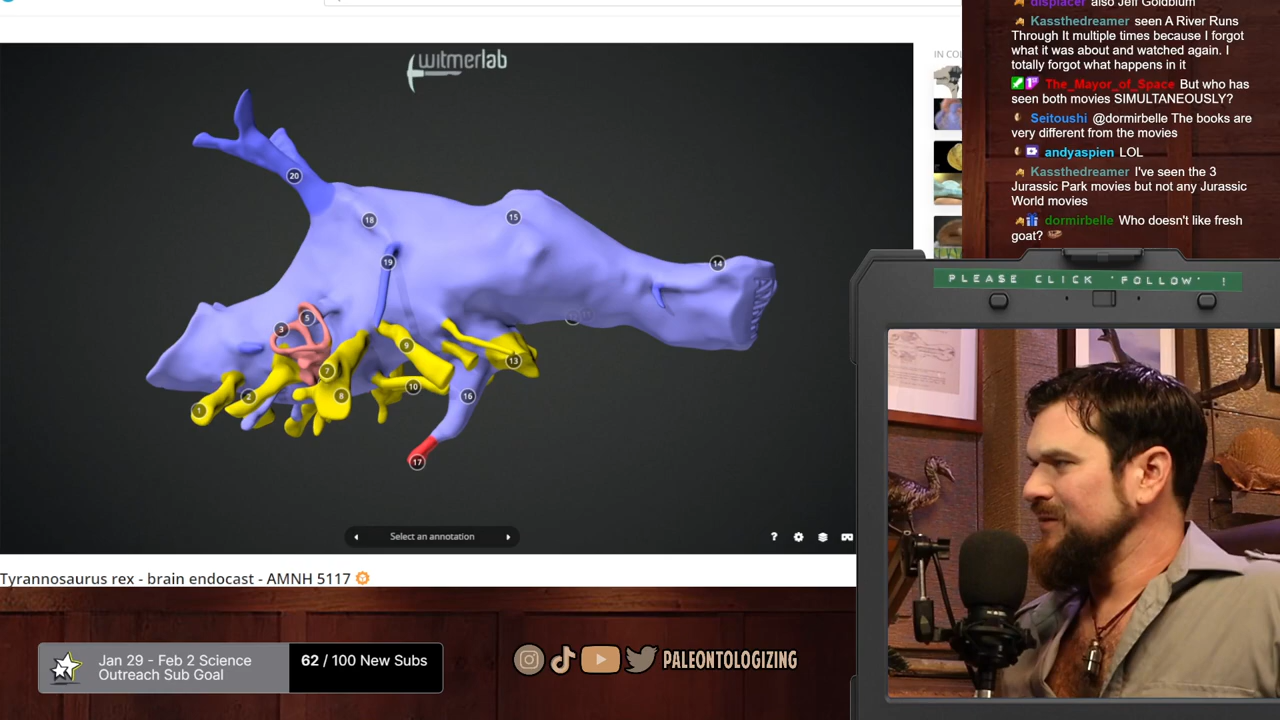 witmerlab
IN CO
20
18
15
19
14
5
3
9
13
7
10
8
16
2
1
17
Select an annotation
?
Tyrannosaurus rex - brain endocast - AMNH 5117
Jan 29 - Feb 2 Science
Outreach Sub Goal
62 / 100 New Subs
PALEONTOLOGIZING
displacer also Jeff Goldblum
Kassthedreamer seen A River Runs
Through It multiple times because I forgot
what it was about and watched again. I
totally forgot what happens in it
The_Mayor_of_Space But who has
seen both movies SIMULTANEOUSLY?
Seitoushi @dormirbelle The books are
very different from the movies
andyaspien LOL
Kassthedreamer I've seen the 3
Jurassic Park movies but not any Jurassic
World movies
dormirbelle Who doesn't like fresh
goat?
PLEASE CLICK 'FOLLOW' !